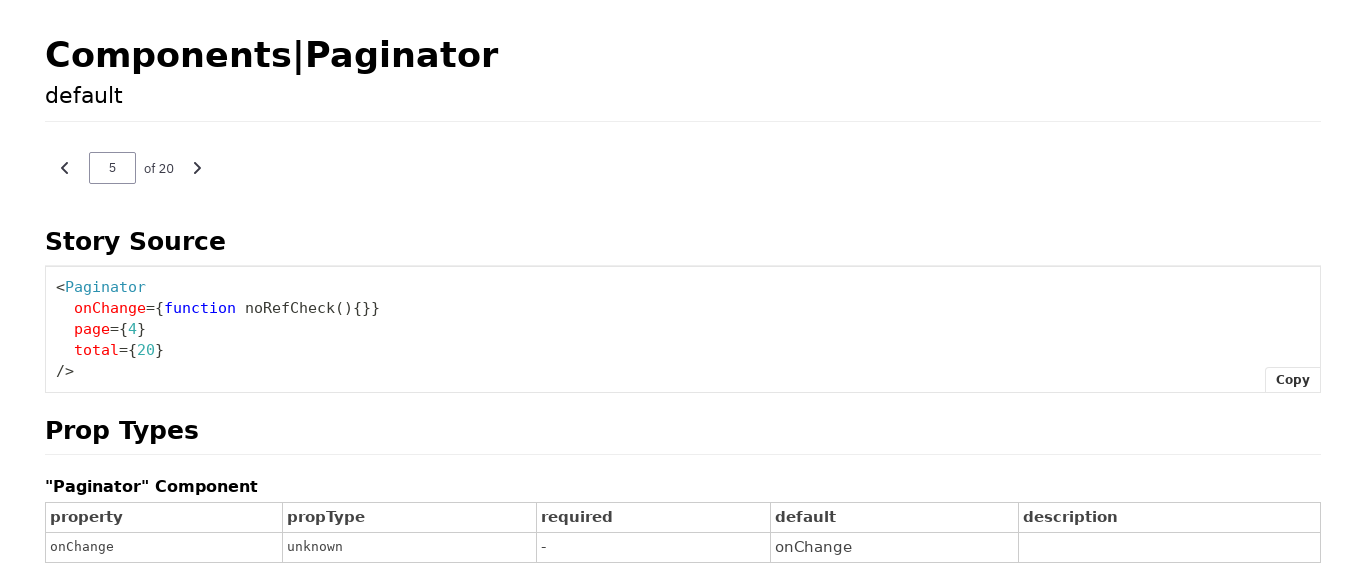 Components|Paginator
default
5 of 20
Story Source
<Paginator
  onChange={function noRefCheck(){}}
  page={4}
  total={20}
/>
Copy
Prop Types
"Paginator" Component
property propType required default description
onChange unknown - onChange